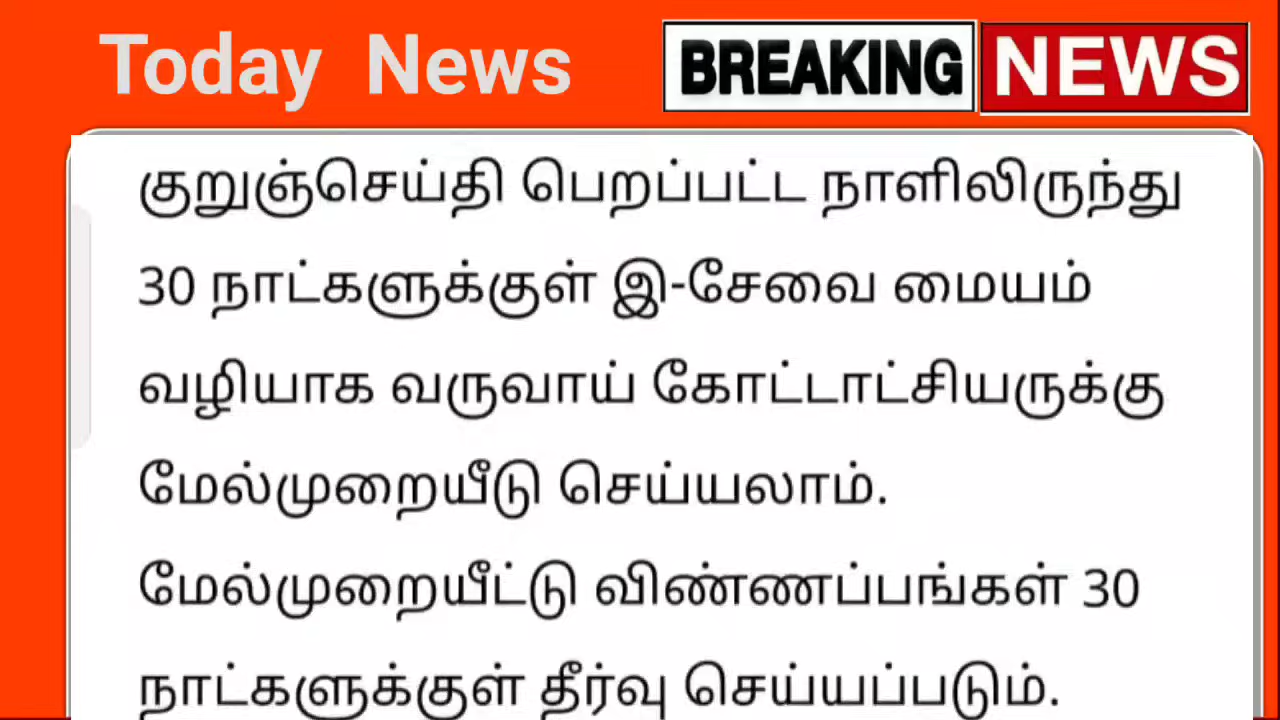 Today News
BREAKING NEWS
குறுஞ்செய்தி பெறப்பட்ட நாளிலிருந்து
30 நாட்களுக்குள் இ-சேவை மையம்
வழியாக வருவாய் கோட்டாட்சியருக்கு
மேல்முறையீடு செய்யலாம்.
மேல்முறையீட்டு விண்ணப்பங்கள் 30
நாட்களுக்குள் தீர்வு செய்யப்படும்.